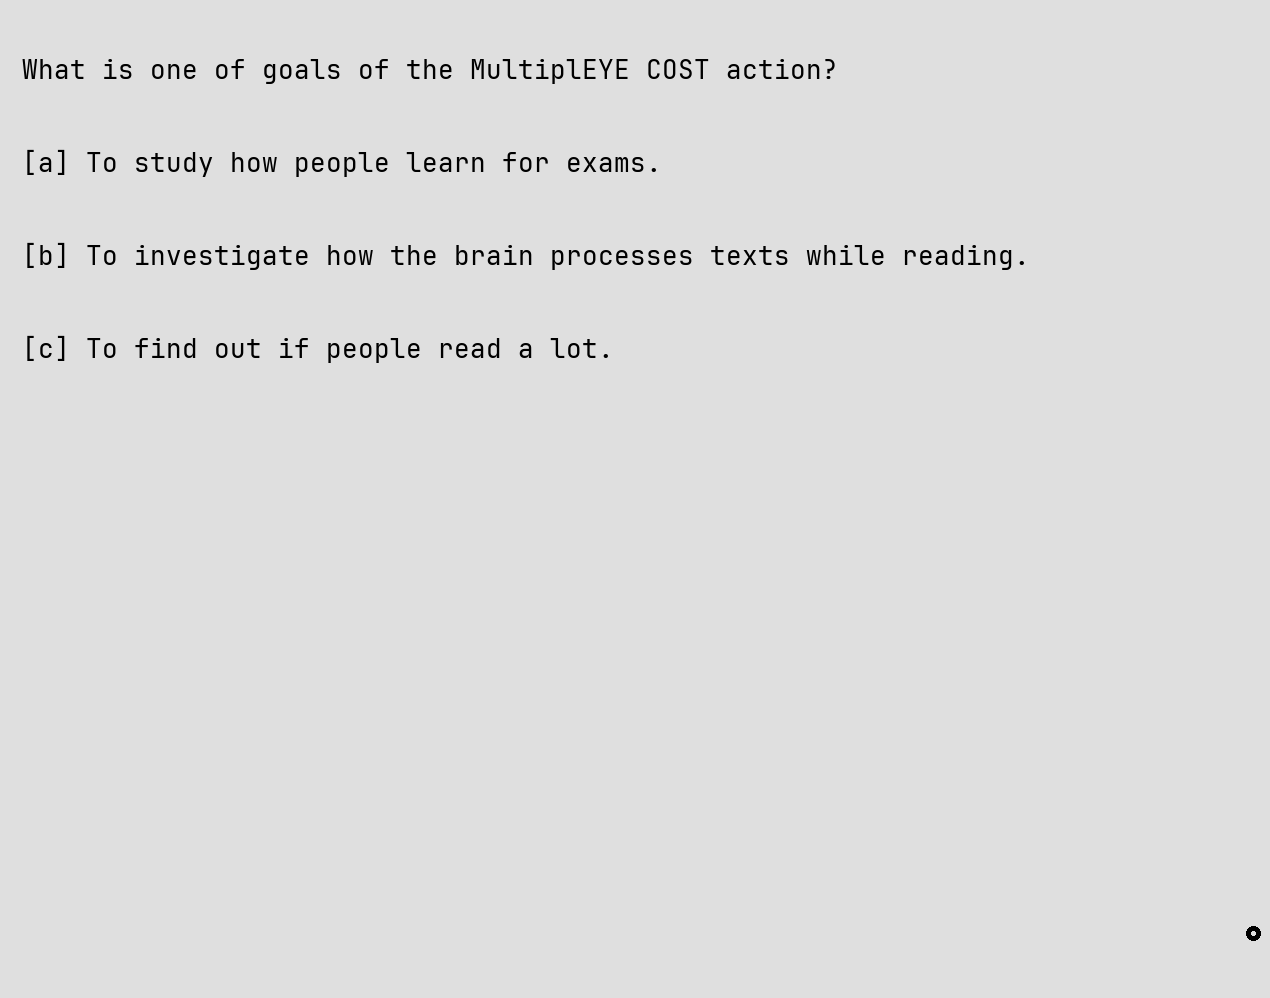 What is one of goals of the MultiplEYE COST action?
[a] To study how people learn for exams.
[b] To investigate how the brain processes texts while reading.
[c] To find out if people read a lot.